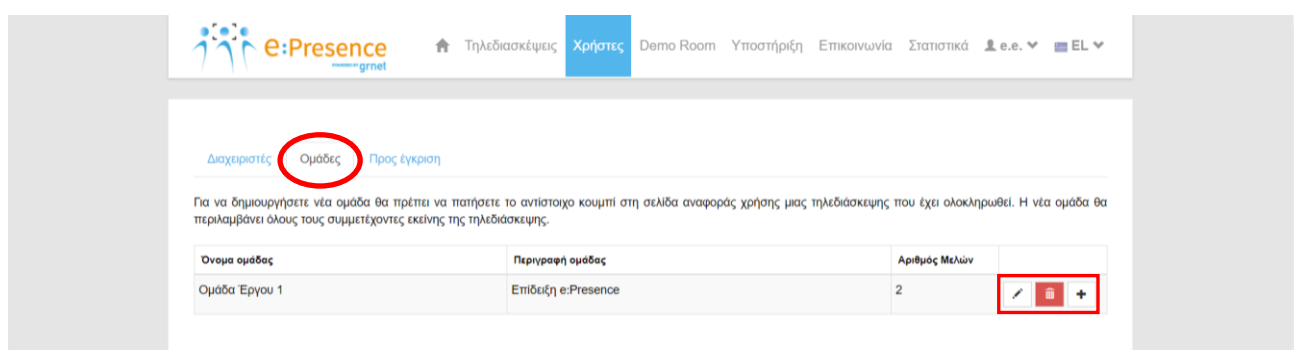 e:Presence
POWERED BY grnet
Τηλεδιασκέψεις Χρήστες Demo Room Υποστήριξη Επικοινωνία Στατιστικά e.e. EL
Διαχειριστές Ομάδες Προς έγκριση
Για να δημιουργήσετε νέα ομάδα θα πρέπει να πατήσετε το αντίστοιχο κουμπί στη σελίδα αναφοράς χρήσης μιας τηλεδιάσκεψης που έχει ολοκληρωθεί. Η νέα ομάδα θα
περιλαμβάνει όλους τους συμμετέχοντες εκείνης της τηλεδιάσκεψης.
Όνομα ομάδας Περιγραφή ομάδας Αριθμός Μελών
Ομάδα Έργου 1 Επίδειξη e:Presence 2